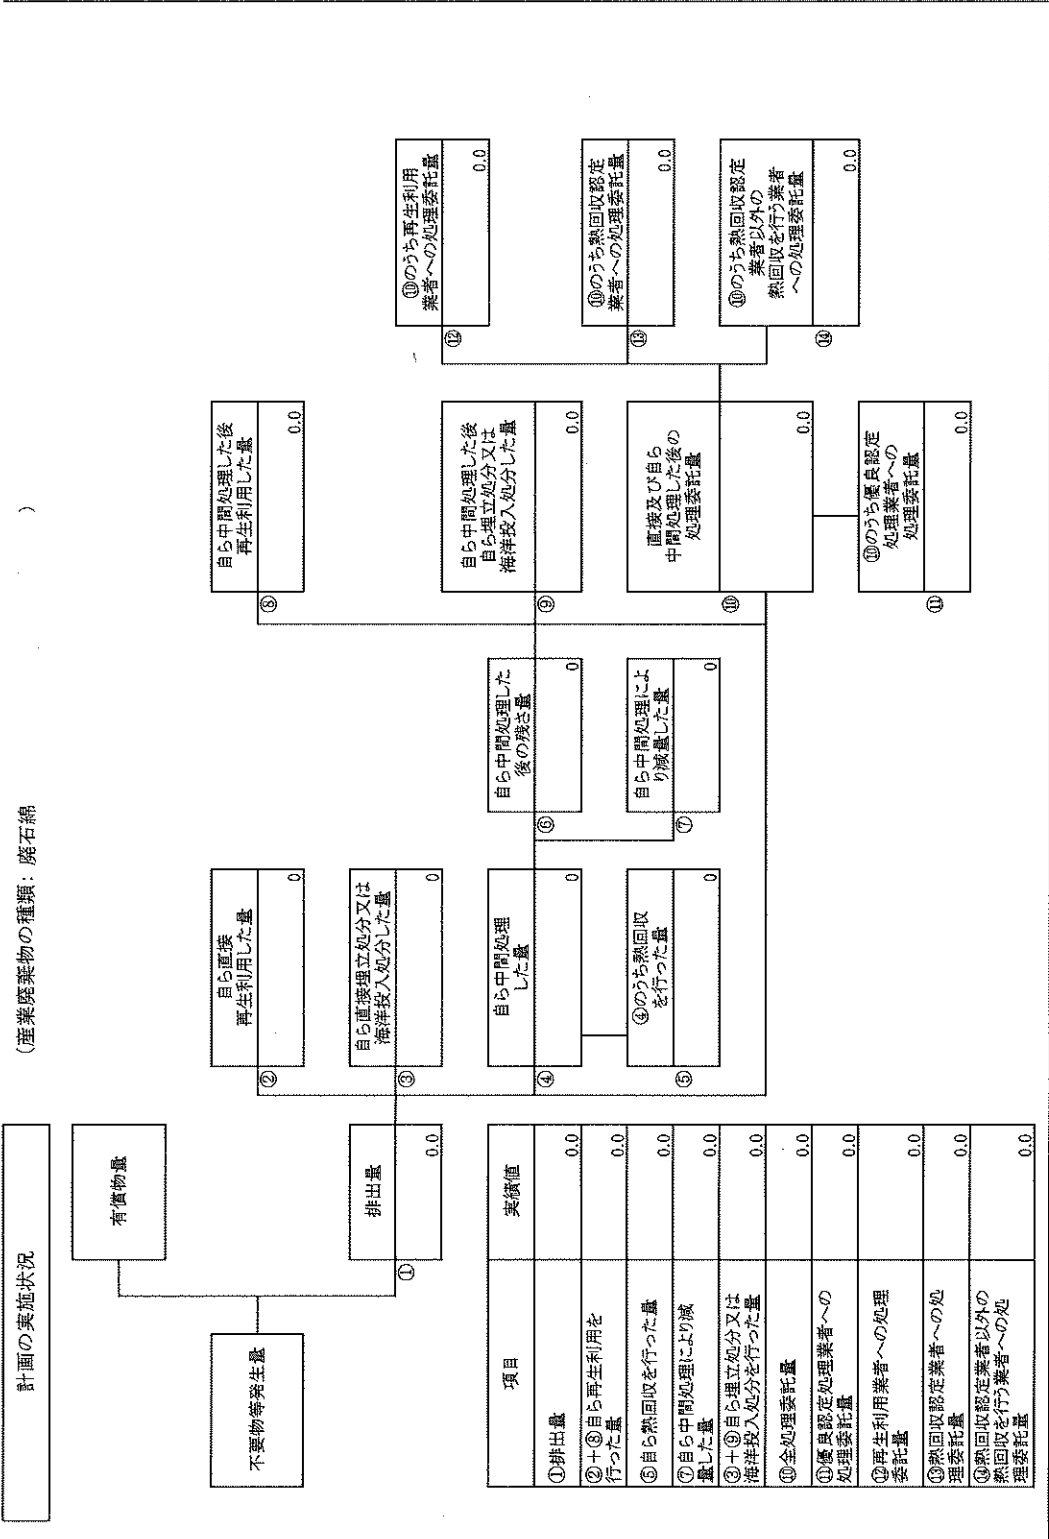 計画の実施状況
（産業廃棄物の種類：廃石綿　　　　　　　）
不要物等発生量
有償物量
①
排出量
0.0
②
自ら直接
再生利用した量
0
③
自ら直接埋立処分又は
海洋投入処分した量
0
④
自ら中間処理
した量
0
⑤
④のうち熱回収
を行った量
0
⑥
自ら中間処理した
後の残さ量
0
⑦
自ら中間処理によ
り減量した量
0
⑧
自ら中間処理した後
再生利用した量
0.0
⑨
自ら中間処理した後
自ら埋立処分又は
海洋投入処分した量
0.0
⑩
直接及び自ら
中間処理した後の
処理委託量
0.0
⑪
⑩のうち優良認定
処理業者への
処理委託量
0.0
⑫
⑩のうち再生利用
業者への処理委託量
0.0
⑬
⑩のうち熱回収認定
業者への処理委託量
0.0
⑭
⑩のうち熱回収認定
業者以外の
熱回収を行う業者
への処理委託量
0.0
項目 実績値
①排出量 0.0
②＋⑧自ら再生利用を
行った量 0.0
⑤自ら熱回収を行った量 0.0
⑦自ら中間処理により減
量した量 0.0
③＋⑨自ら埋立処分又は
海洋投入処分を行った量 0.0
⑩全処理委託量 0.0
⑪優良認定処理業者への
処理委託量 0.0
⑫再生利用業者への処理
委託量 0.0
⑬熱回収認定業者への処
理委託量 0.0
⑭熱回収認定業者以外の
熱回収を行う業者への処
理委託量 0.0